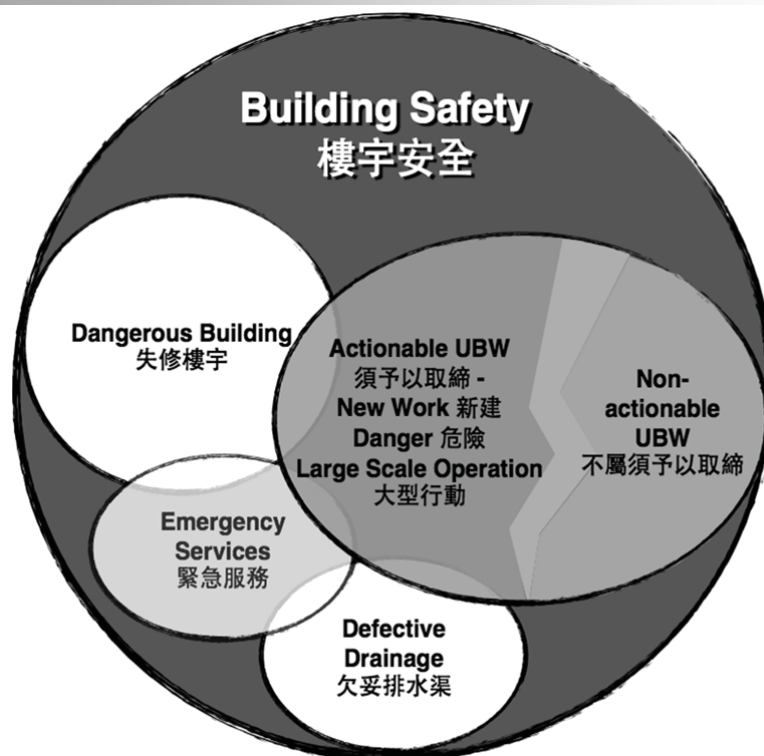 Building Safety
樓宇安全
Dangerous Building
失修樓宇
Actionable UBW
須予以取締 -
New Work 新建
Danger 危險
Large Scale Operation
大型行動
Non-
actionable
UBW
不屬須予以取締
Emergency
Services
緊急服務
Defective
Drainage
欠妥排水渠